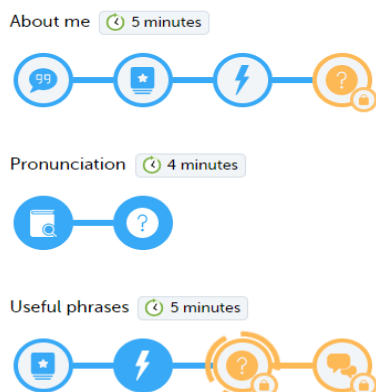 About me 5 minutes
Pronunciation 4 minutes
Useful phrases 5 minutes